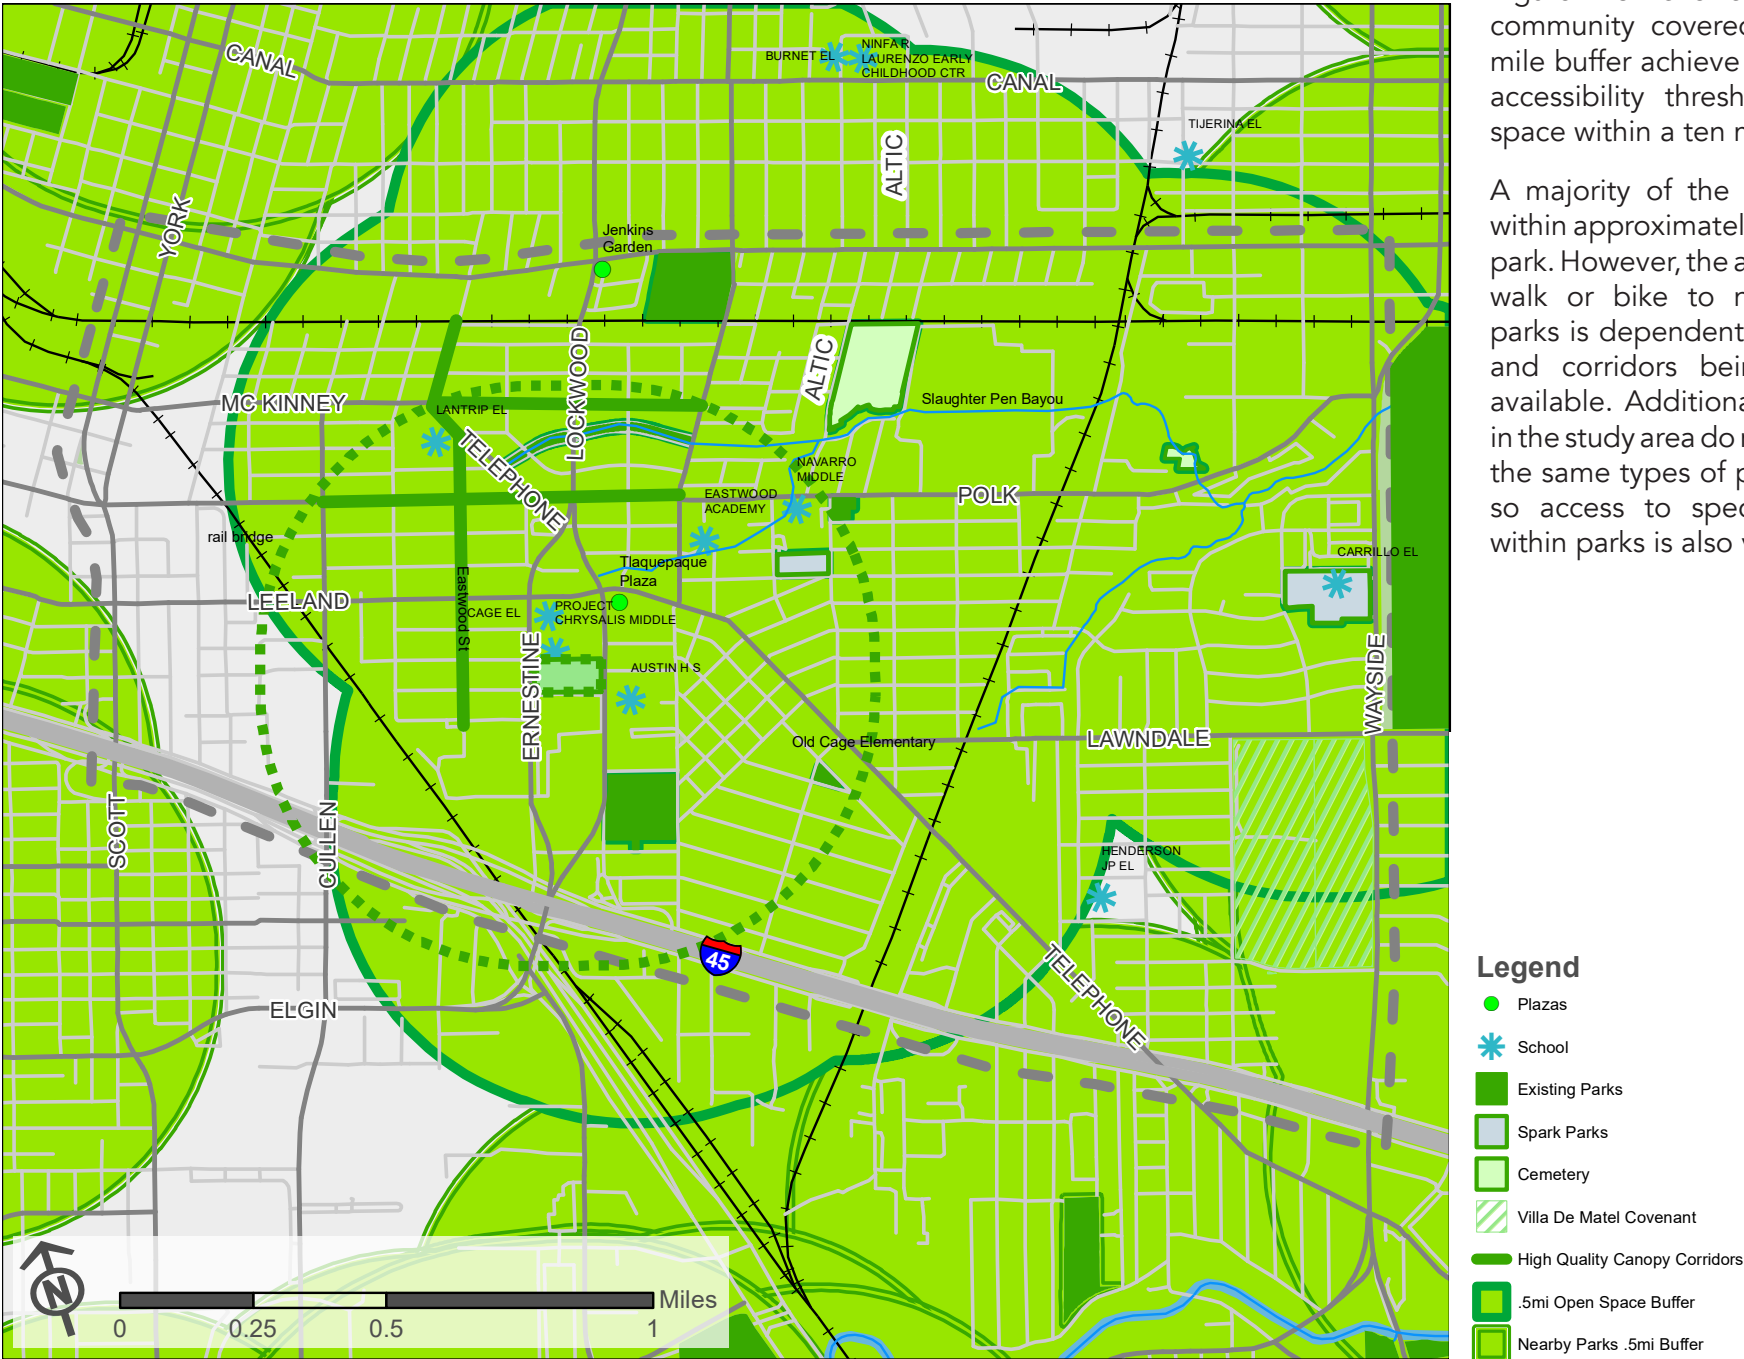 CANAL
BURNET EL
NINFA R
LAURENZO EARLY
CHILDHOOD CTR
CANAL
TIJERINA EL
ALTIC
YORK
Jenkins
Garden
LOCKWOOD
ALTIC
MC KINNEY
LANTRIP EL
TELEPHONE
Slaughter Pen Bayou
NAVARRO
MIDDLE
EASTWOOD
ACADEMY
POLK
rail bridge
CARRILLO EL
Tlaquepaque
Plaza
Eastwood St
LEELAND
CAGE EL
PROJECT
CHRYSALIS MIDDLE
ERNESTINE
AUSTIN H S
WAYSIDE
Old Cage Elementary
LAWNDALE
SCOTT
CULLEN
HENDERSON
JP EL
45
TELEPHONE
ELGIN
N
Miles
0 0.25 0.5 1
community covered
mile buffer achieve
accessibility thresh
space within a ten
A majority of the
within approximatel
park. However, the a
walk or bike to
parks is dependent
and corridors bei
available. Additiona
in the study area do
the same types of p
so access to spec
within parks is also
Legend
Plazas
School
Existing Parks
Spark Parks
Cemetery
Villa De Matel Covenant
High Quality Canopy Corridors
.5mi Open Space Buffer
Nearby Parks .5mi Buffer